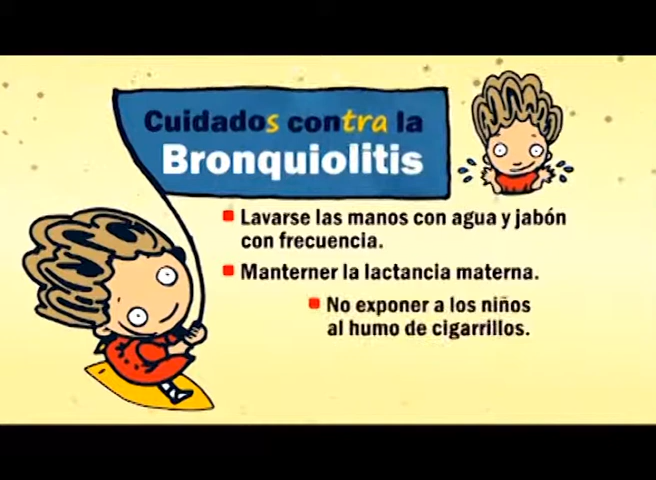 Cuidados contra la
Bronquiolitis
Lavarse las manos con agua y jabón
con frecuencia.
Manterner la lactancia materna.
No exponer a los niños
al humo de cigarrillos.